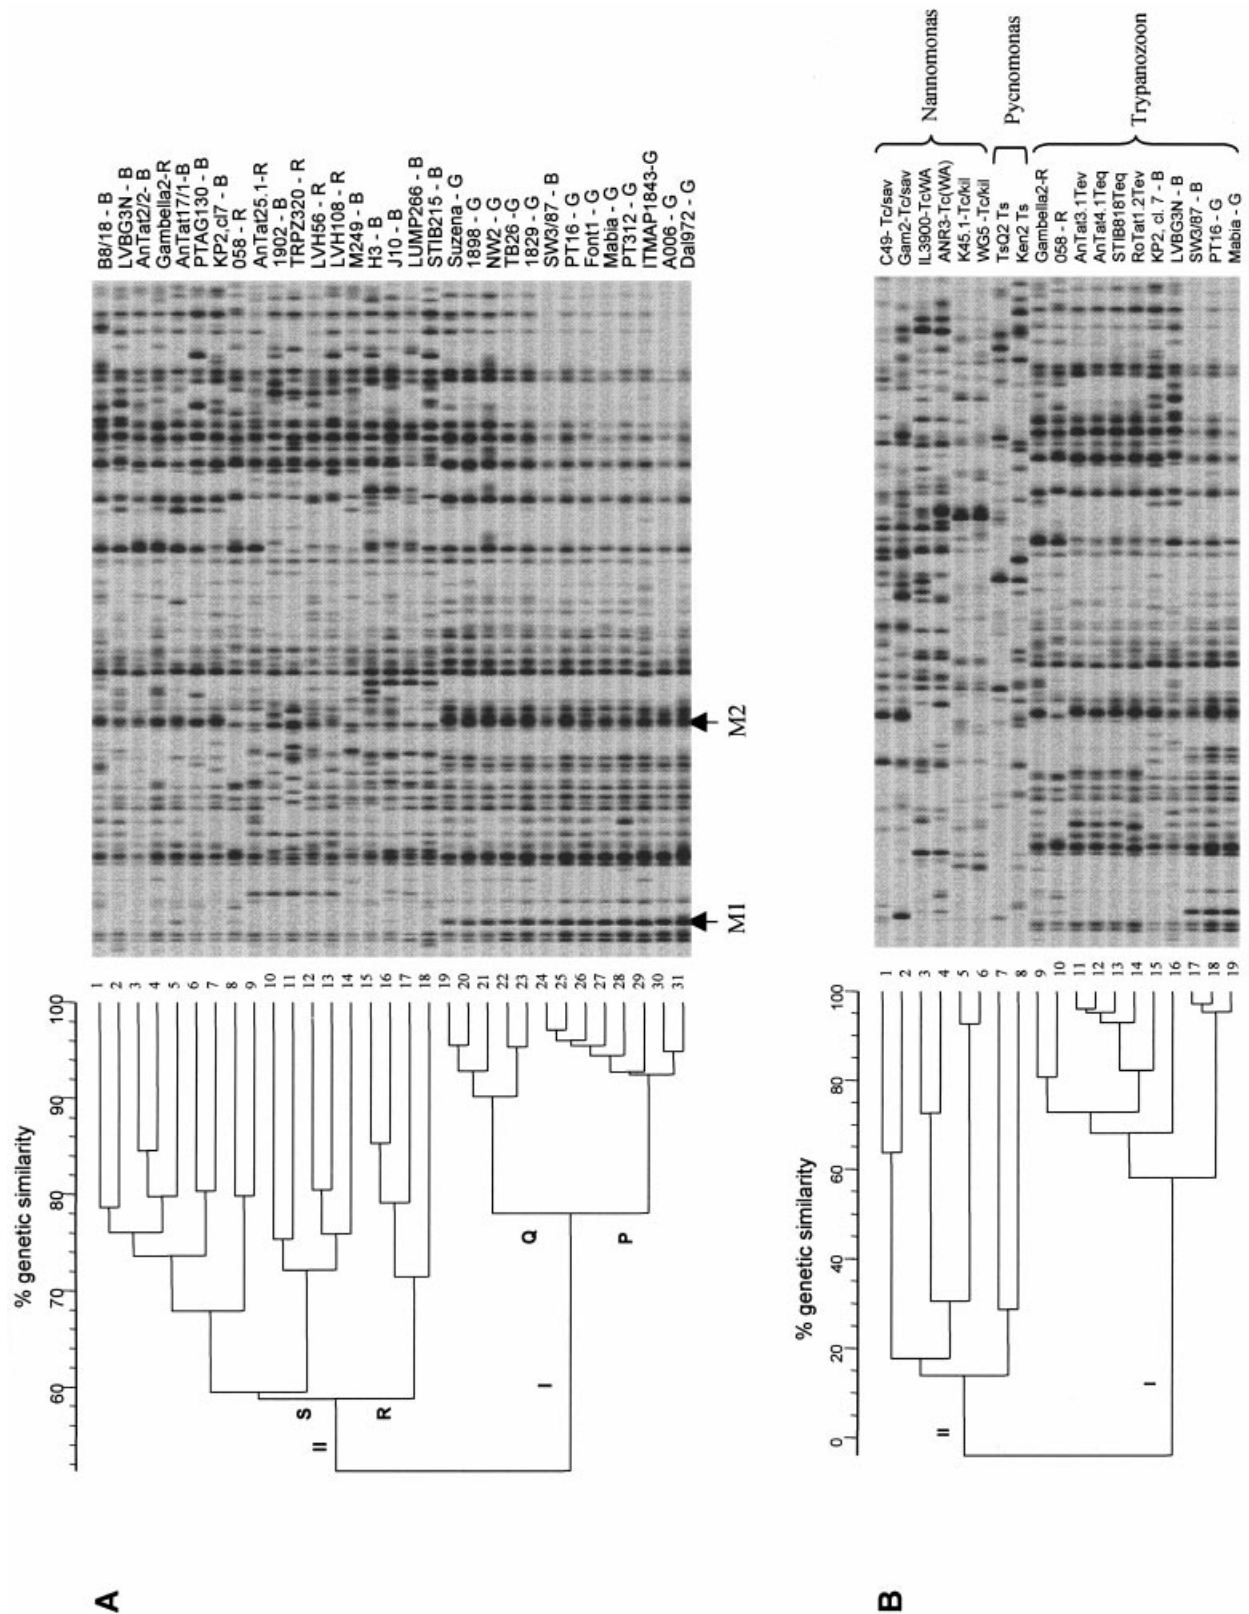 A
% genetic similarity
60
70
80
90
100
1
2
3
4
5
6
7
8
9
10
11
12
13
14
15
16
17
18
19
20
21
22
23
24
25
26
27
28
29
30
31
B8/18 - B
LVBG3N - B
AnTat2/2- B
Gambella2-R
AnTat17/1-B
PTAG130 - B
KP2,cl7 - B
058 - R
AnTat25.1-R
1902 - B
TRPZ320 - R
LVH56 - R
LVH108 - R
M249 - B
H3 - B
J10 - B
LUMP266 - B
STIB215 - B
Suzena - G
1898 - G
NW2 - G
TB26 -G
1829 - G
SW3/87 - B
PT16 - G
Font1 - G
Mabia - G
PT312 - G
ITMAP1843-G
A006 - G
Dal972 - G
S
R
II
Q
P
I
M1
M2
B
% genetic similarity
0
20
40
60
80
100
1
2
3
4
5
6
7
8
9
10
11
12
13
14
15
16
17
18
19
C49- Tc/sav
Gam2-Tc/sav
IL3900-TcWA
ANR3-Tc(WA)
K45.1-Tc/kil
WG5 -Tc/kil
TsQ2 Ts
Ken2 Ts
Gambella2-R
058 - R
AnTat3.1Tev
AnTat4.1Teq
STIB818Teq
RoTat1.2Tev
KP2, cl. 7 - B
LVBG3N - B
SW3/87 - B
PT16 - G
Mabia - G
Nannomonas
Pycnomonas
Trypanozoon
II
I